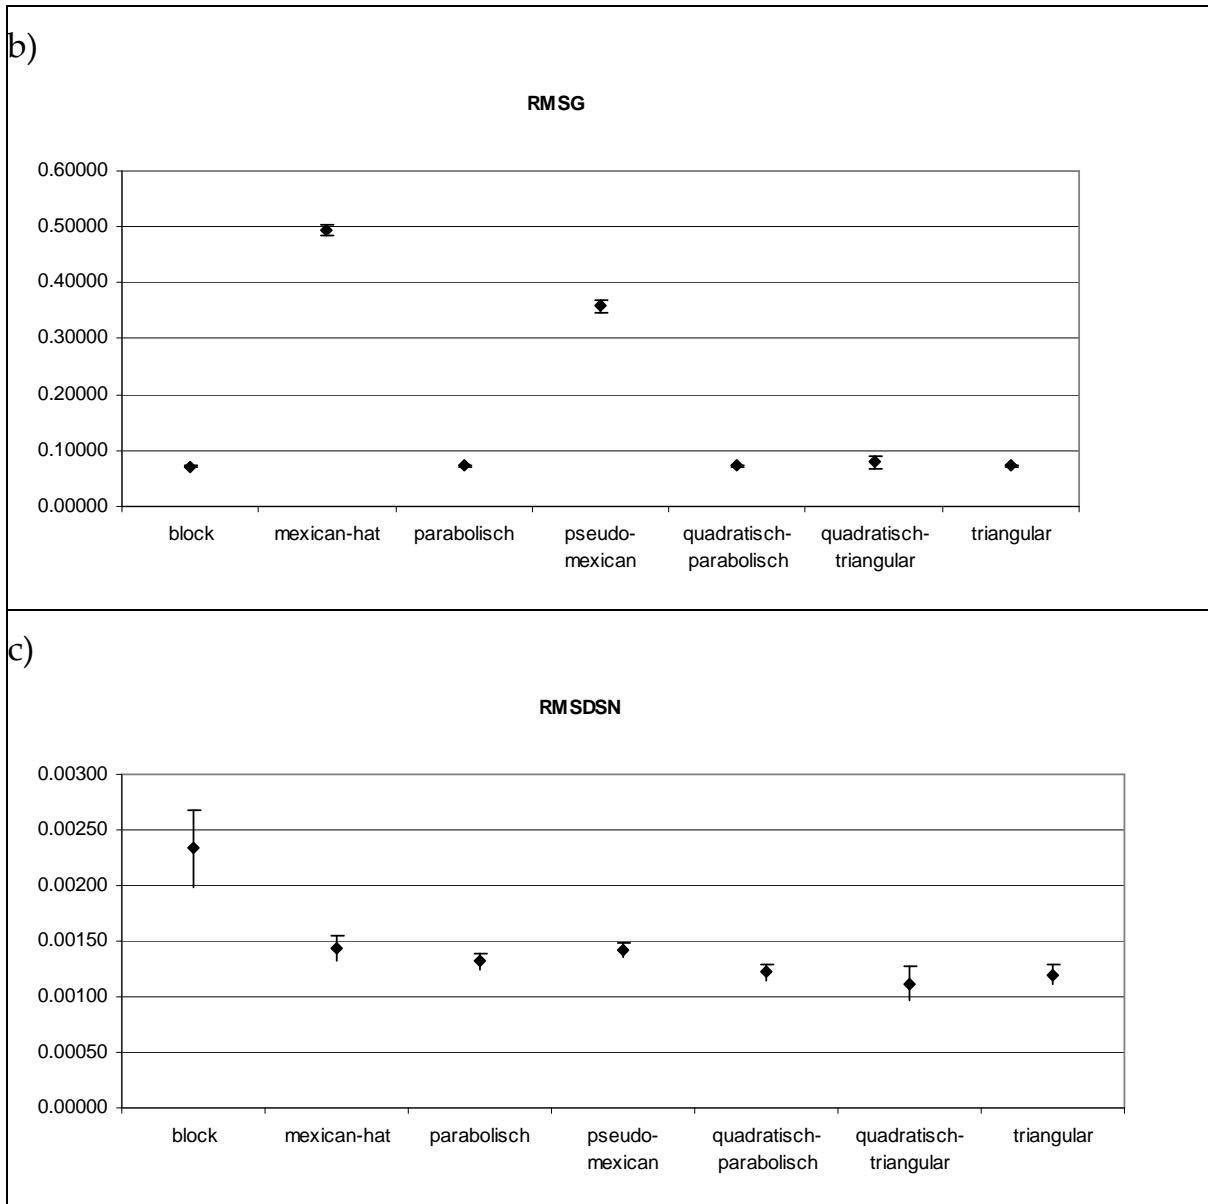 b)
RMSG
0.60000
0.50000
0.40000
0.30000
0.20000
0.10000
0.00000
block mexican-hat parabolisch pseudo- quadratisch- quadratisch- triangular
mexican parabolisch triangular
c)
RMSDSN
0.00300
0.00250
0.00200
0.00150
0.00100
0.00050
0.00000
block mexican-hat parabolisch pseudo- quadratisch- quadratisch- triangular
mexican parabolisch triangular